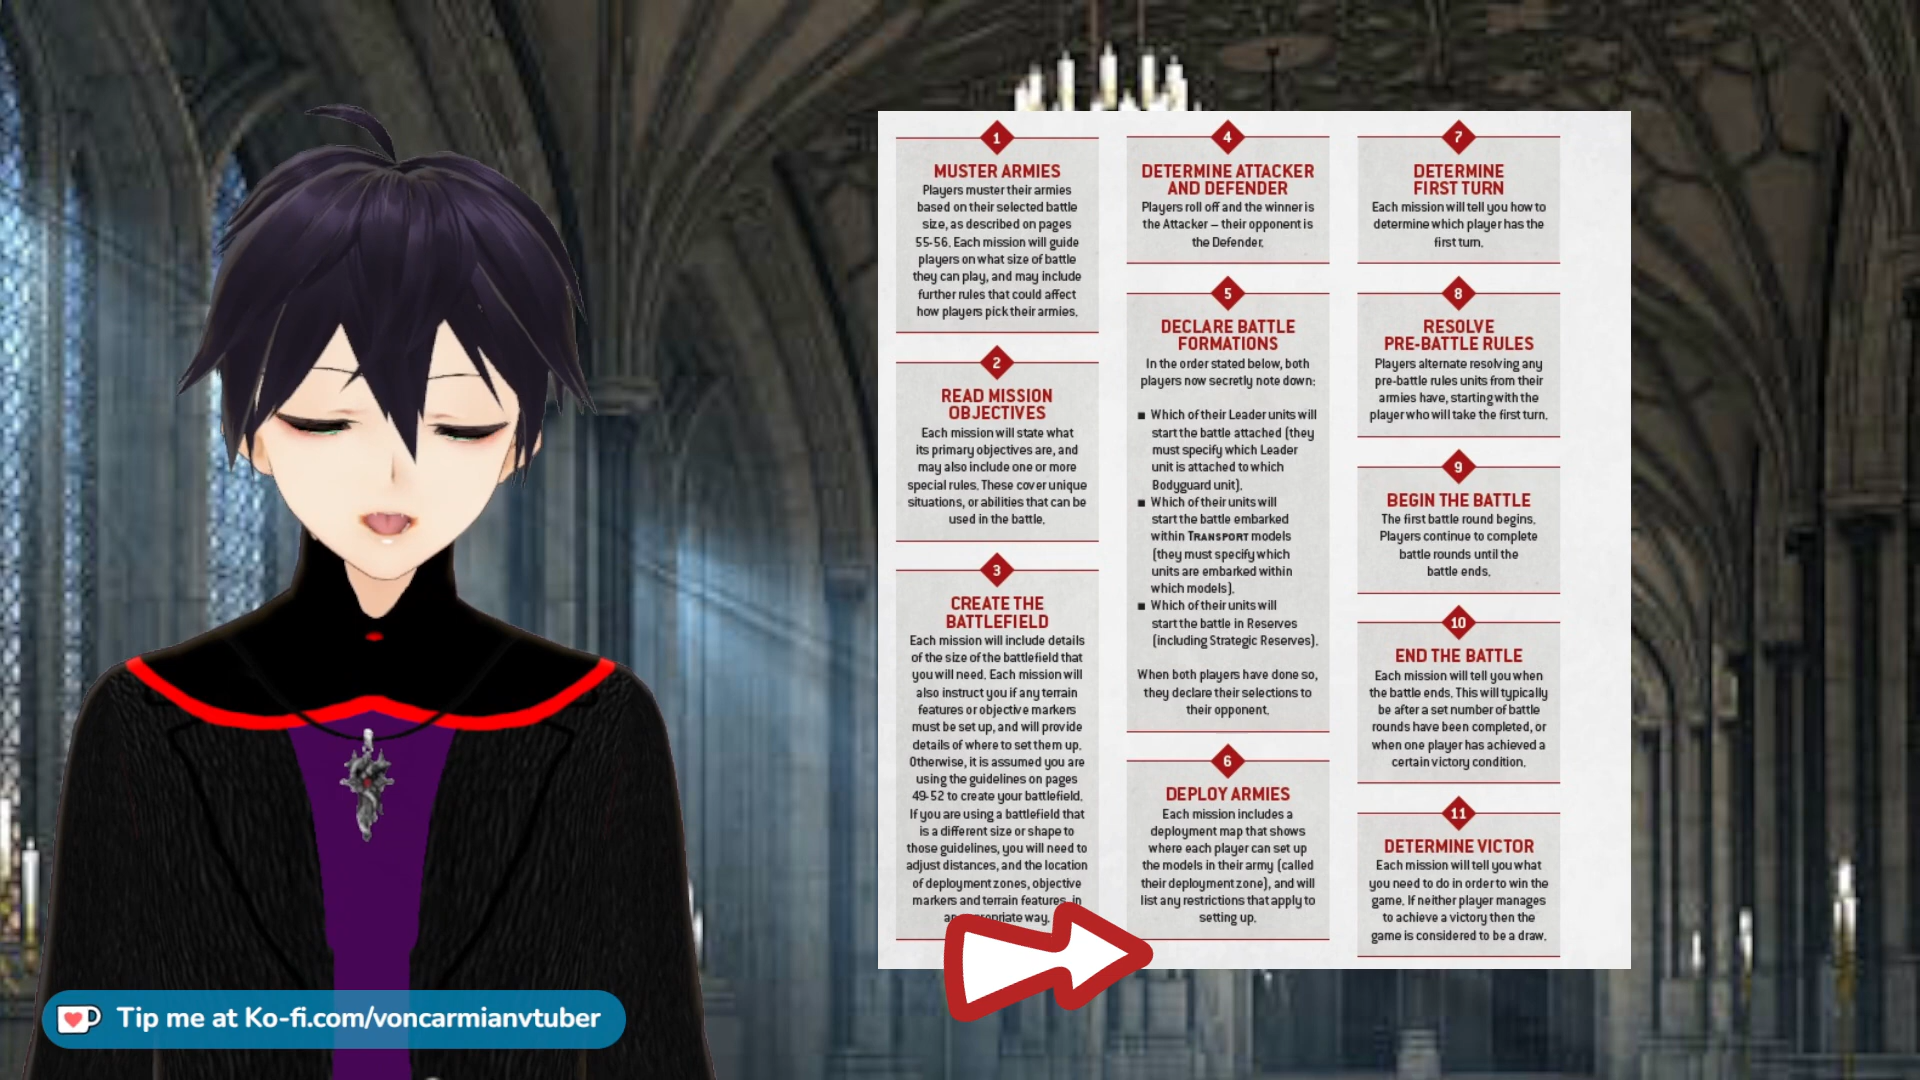 1
MUSTER ARMIES
Players muster their armies
based on their selected battle
size, as described on pages
55-56. Each mission will guide
players on what size of battle
they can play, and may include
further rules that could affect
how players pick their armies.
2
READ MISSION
OBJECTIVES
Each mission will state what
its primary objectives are, and
may also include one or more
special rules. These cover unique
situations, or abilities that can be
used in the battle.
3
CREATE THE
BATTLEFIELD
Each mission will include details
of the size of the battlefield that
you will need. Each mission will
also instruct you if any terrain
features or objective markers
must be set up, and will provide
details of where to set them up.
Otherwise, it is assumed you are
using the guidelines on pages
49-52 to create your battlefield.
If you are using a battlefield that
is a different size or shape to
those guidelines, you will need to
adjust distances, and the location
of deployment zones, objective
markers and terrain features, in
way.
4
DETERMINE ATTACKER
AND DEFENDER
Players roll off and the winner is
the Attacker – their opponent is
the Defender.
5
DECLARE BATTLE
FORMATIONS
In the order stated below, both
players now secretly note down:
■ Which of their Leader units will
start the battle attached (they
must specify which Leader
unit is attached to which
Bodyguard unit).
■ Which of their units will
start the battle embarked
within TRANSPORT models
(they must specify which
units are embarked within
which models).
■ Which of their units will
start the battle in Reserves
(including Strategic Reserves).
When both players have done so,
they declare their selections to
their opponent.
6
DEPLOY ARMIES
Each mission includes a
deployment map that shows
where each player can set up
the models in their army (called
their deployment zone), and will
list any restrictions that apply to
setting up.
7
DETERMINE
FIRST TURN
Each mission will tell you how to
determine which player has the
first turn.
8
RESOLVE
PRE-BATTLE RULES
Players alternate resolving any
pre-battle rules units from their
armies have, starting with the
player who will take the first turn.
9
BEGIN THE BATTLE
The first battle round begins.
Players continue to complete
battle rounds until the
battle ends.
10
END THE BATTLE
Each mission will tell you when
the battle ends. This will typically
be after a set number of battle
rounds have been completed, or
when one player has achieved a
certain victory condition.
11
DETERMINE VICTOR
Each mission will tell you what
you need to do in order to win the
game. If neither player manages
to achieve a victory then the
game is considered to be a draw.
Tip me at Ko-fi.com/voncarmianvtuber